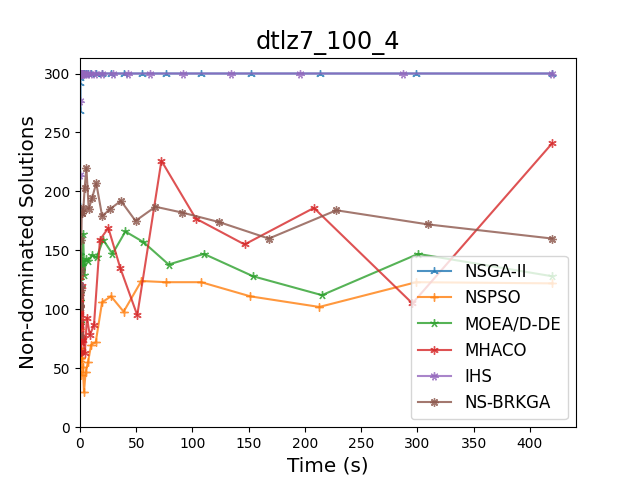 dtlz7_100_4
Non-dominated Solutions
300
250
200
150
100
50
0
0 50 100 150 200 250 300 350 400
Time (s)
NSGA-II
NSPSO
MOEA/D-DE
MHACO
IHS
NS-BRKGA